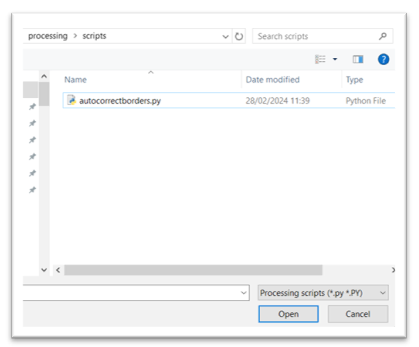 processing > scripts
Search scripts
?
Name Date modified Type
autocorrectborders.py 28/02/2024 11:39 Python File
Processing scripts (*.py *.PY)
Open Cancel